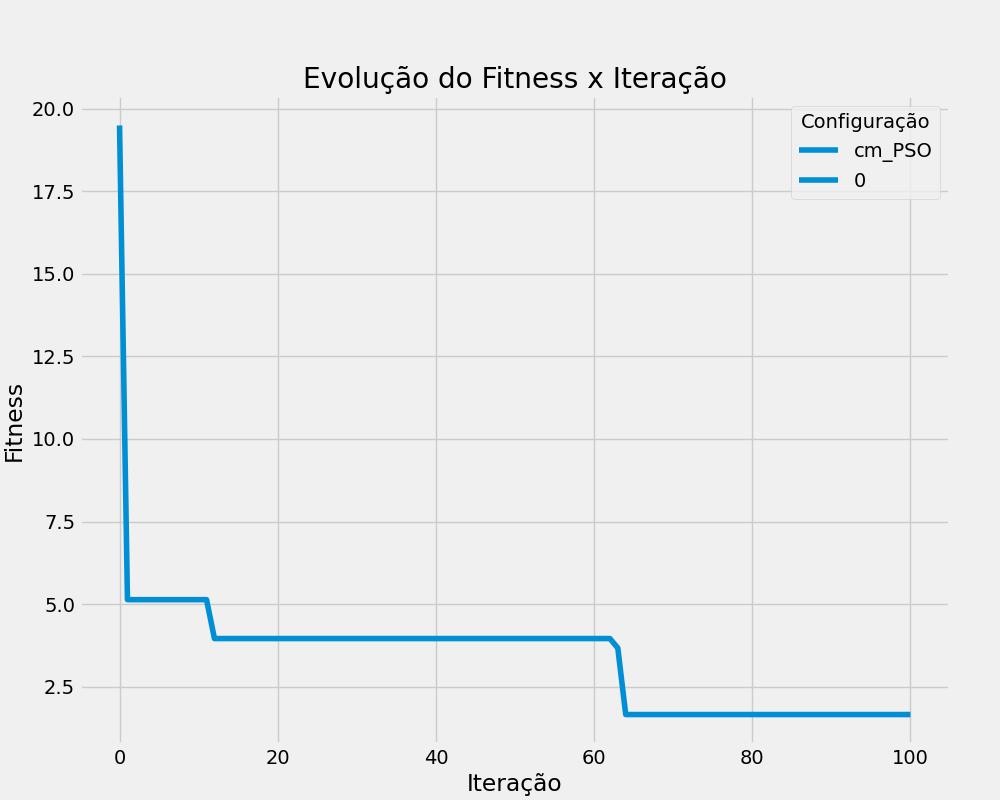 Evolução do Fitness x Iteração
20.0
17.5
15.0
12.5
10.0
7.5
5.0
2.5
Fitness
Configuração
cm_PSO
0
0 20 40 60 80 100
Iteração